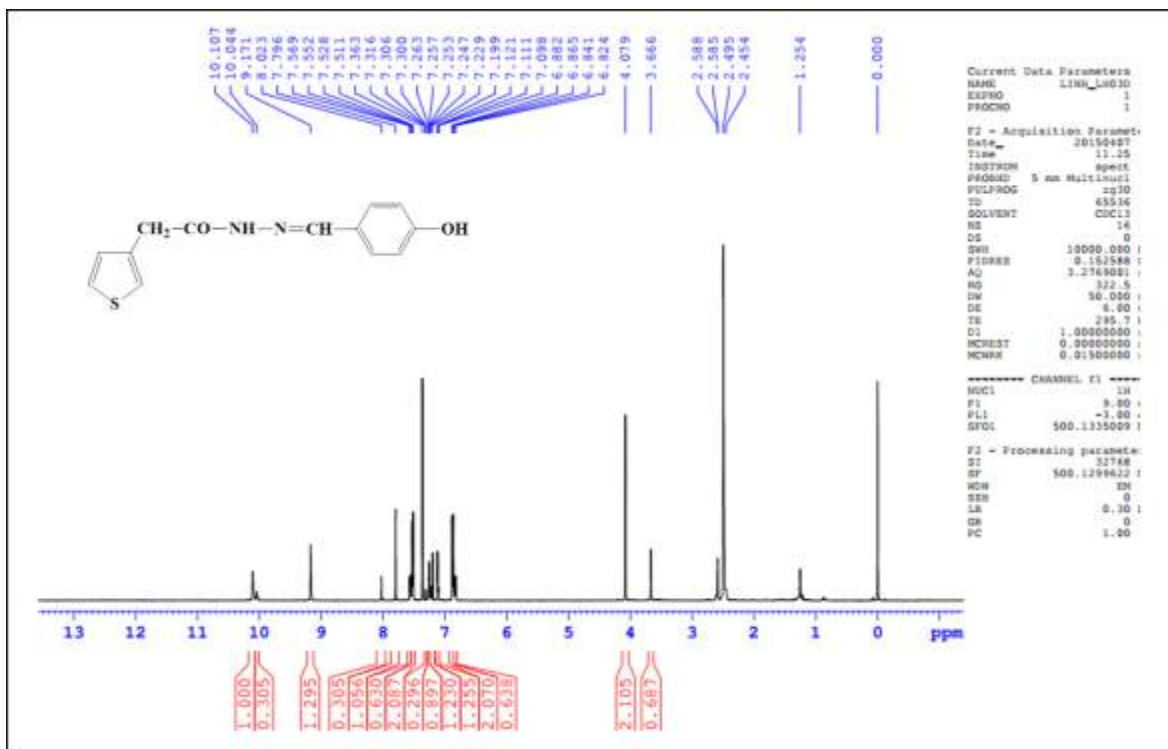 10.107
10.044
9.171
8.023
7.796
7.569
7.552
7.528
7.511
7.363
7.316
7.306
7.300
7.263
7.257
7.253
7.247
7.229
7.199
7.121
7.111
7.098
6.882
6.865
6.841
6.824
4.079
3.666
2.588
2.585
2.495
2.454
1.254
0.000
Current Data Parameters
NAME LINH_LH03D
EXPNO 1
PROCNO 1
F2 - Acquisition Paramet
Date_ 20150407
Time 11.25
INSTRUM spect
PROBHD 5 mm Multinucl
PULPROG zg30
TD 65536
SOLVENT CDCl3
NS 16
DS 0
SWH 10000.000
FIDRES 0.152588
AQ 3.2769001
RG 322.5
DW 50.000
DE 6.00
TE 295.7
D1 1.00000000
MCREST 0.00000000
MCWRK 0.01500000
======== CHANNEL f1 ====
NUC1 1H
P1 9.00
PL1 -3.00
SFO1 500.1335009
F2 - Processing paramete
SI 32768
SF 500.1299622
WDW EM
SSB 0
LB 0.30
GB 0
PC 1.00
CH₂—CO—NH—N=CH
OH
S
13 12 11 10 9 8 7 6 5 4 3 2 1 0 ppm
1.000
0.305
1.295
0.305
1.056
0.630
2.087
0.296
0.897
1.230
1.255
2.070
0.638
2.105
0.687